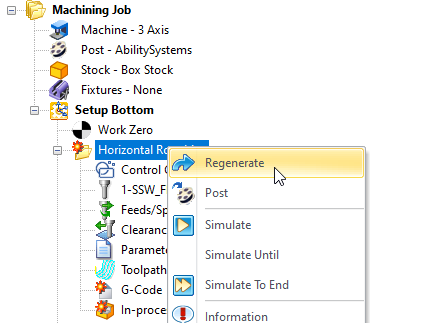 Machining Job
Machine - 3 Axis
Post - AbilitySystems
Stock - Box Stock
Fixtures - None
Setup Bottom
Work Zero
Horizontal
Regenerate
Control
1-SSW_F
Post
Feeds/Sp
Simulate
Clearanc
Simulate Until
Paramete
Toolpath
Simulate To End
G-Code
In-proce
Information